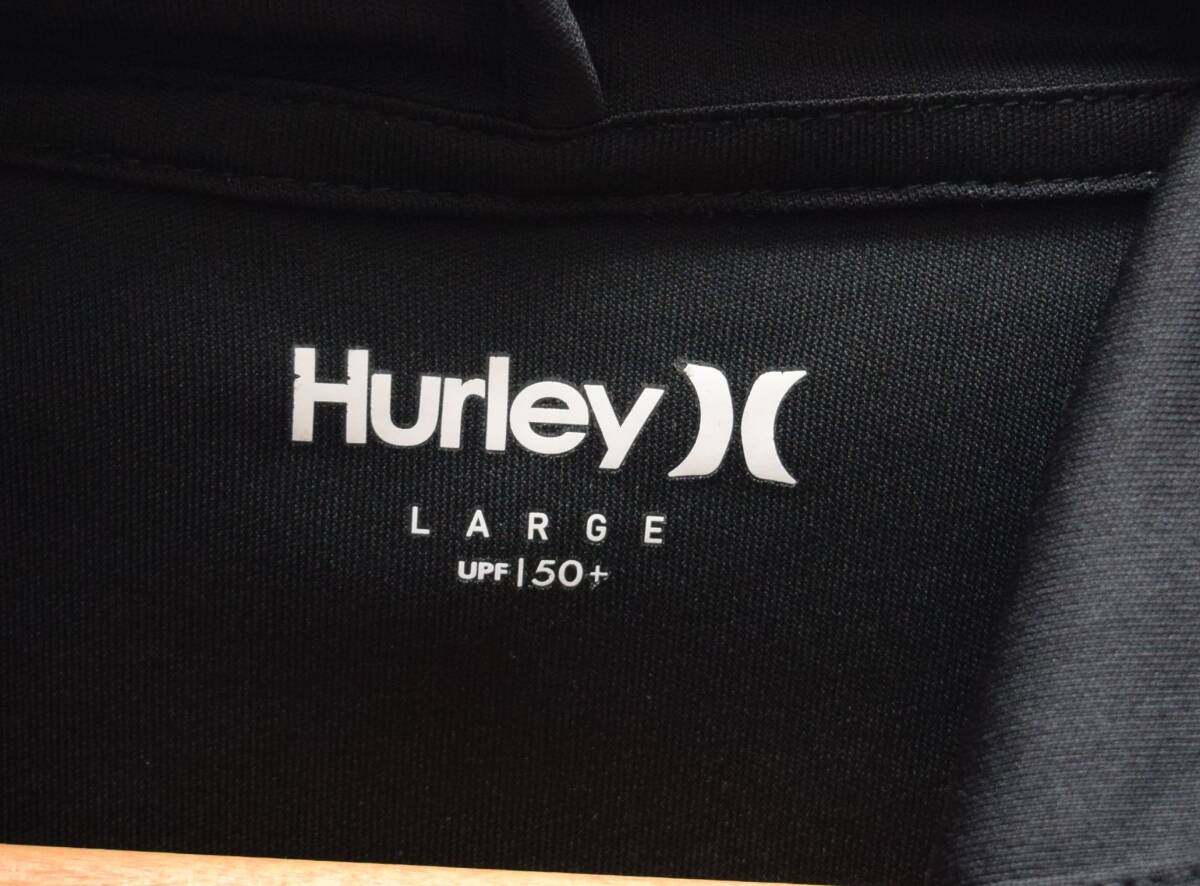 Hurley
LARGE
UPF | 50+